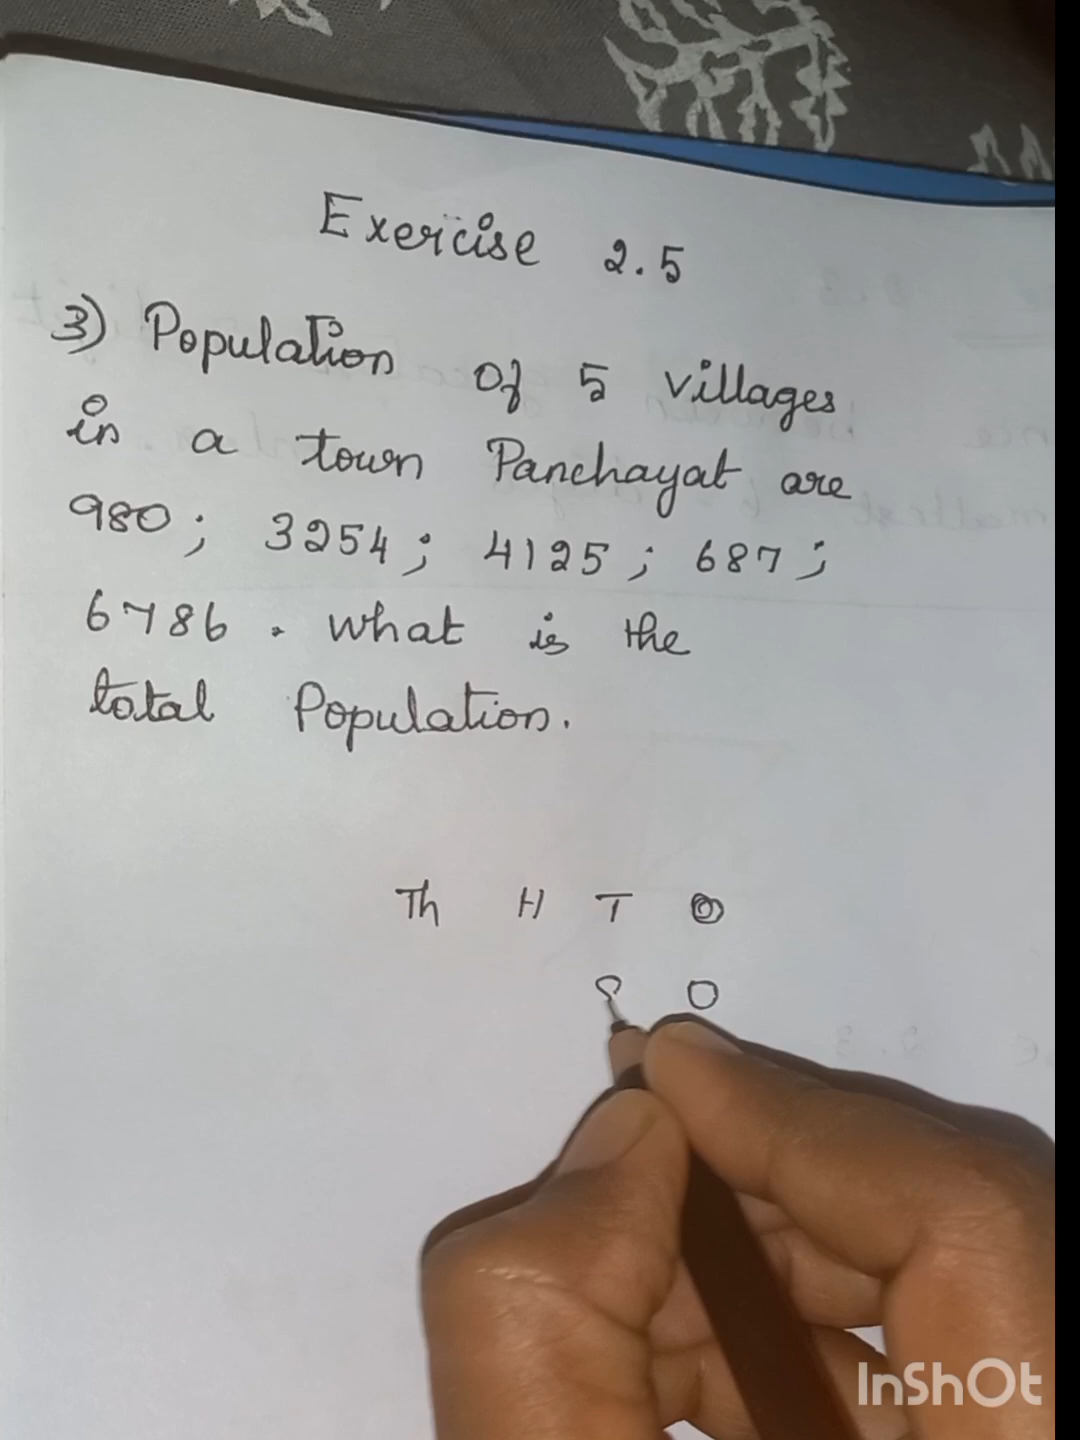 Exercise 2.5
3) Population of 5 villages
in a town Panchayat are
980; 3254; 4125; 687;
6786. what is the
total Population.
Th H T O
8 0
InShOt